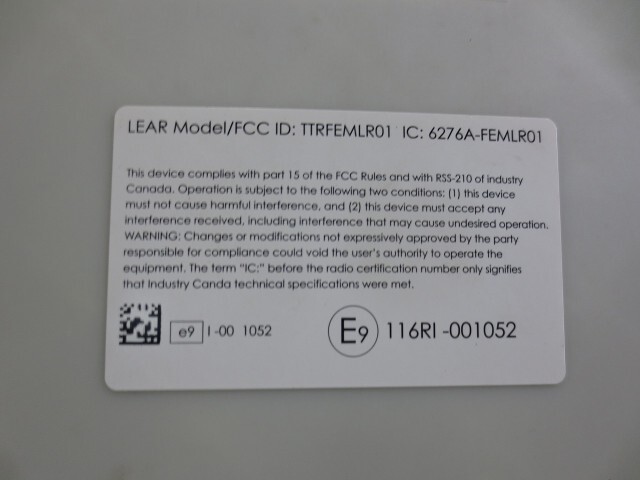 LEAR Model/FCC ID: TTRFEMLR01 IC: 6276A-FEMLR01
This device complies with part 15 of the FCC Rules and with RSS-210 of industry
Canada. Operation is subject to the following two conditions: (1) this device
must not cause harmful interference, and (2) this device must accept any
interference received, including interference that may cause undesired operation.
WARNING: Changes or modifications not expressively approved by the party
responsible for compliance could void the user's authority to operate the
equipment. The term "IC:" before the radio certification number only signifies
that Industry Canda technical specifications were met.
e9 I -00 1052 E9 116RI -001052